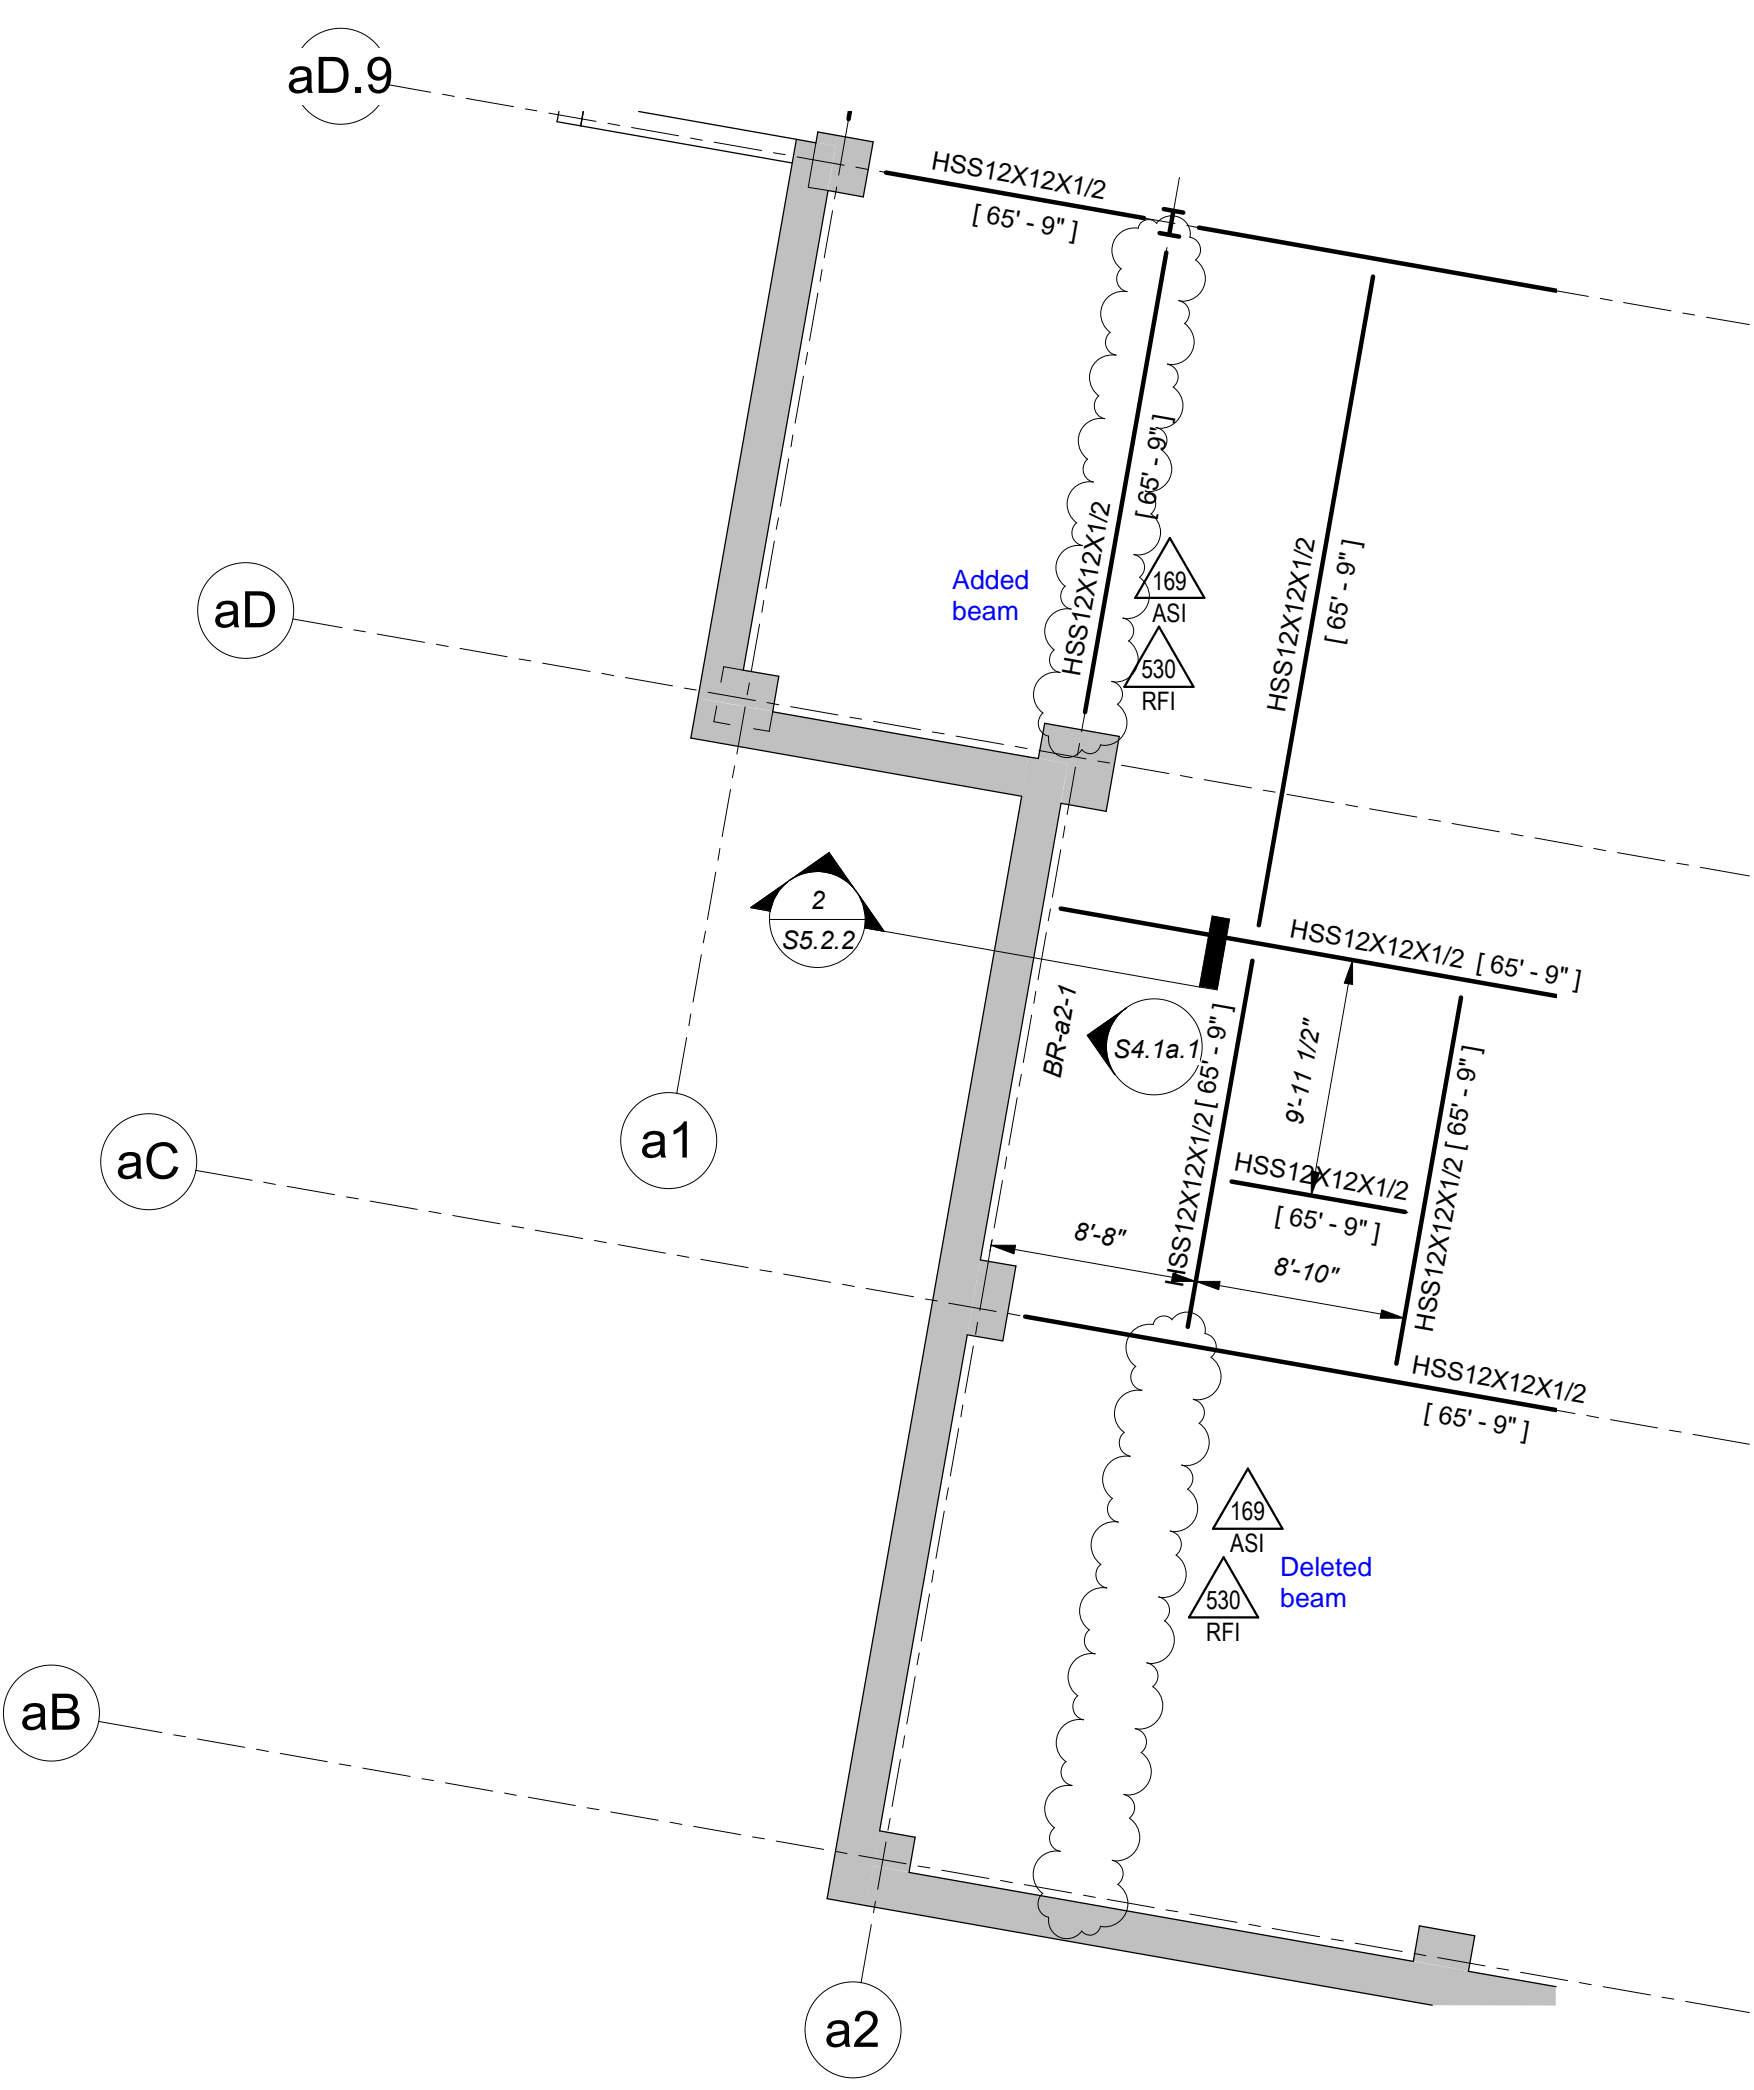 aD.9
HSS12X12X1/2
[ 65' - 9" ]
[ 65' - 9" ]
HSS12X12X1/2
Added
beam
169
ASI
530
RFI
HSS12X12X1/2
[ 65' - 9" ]
aD
2
S5.2.2
HSS12X12X1/2 [ 65' - 9" ]
BR-a2-1
S4.1a.1
HSS12X12X1/2 [ 65' - 9" ]
9'-11 1/2"
HSS12X12X1/2 [ 65' - 9" ]
a1
aC
HSS12X12X1/2
[ 65' - 9" ]
8'-8"
8'-10"
HSS12X12X1/2
[ 65' - 9" ]
169
ASI
530
RFI
Deleted
beam
aB
a2